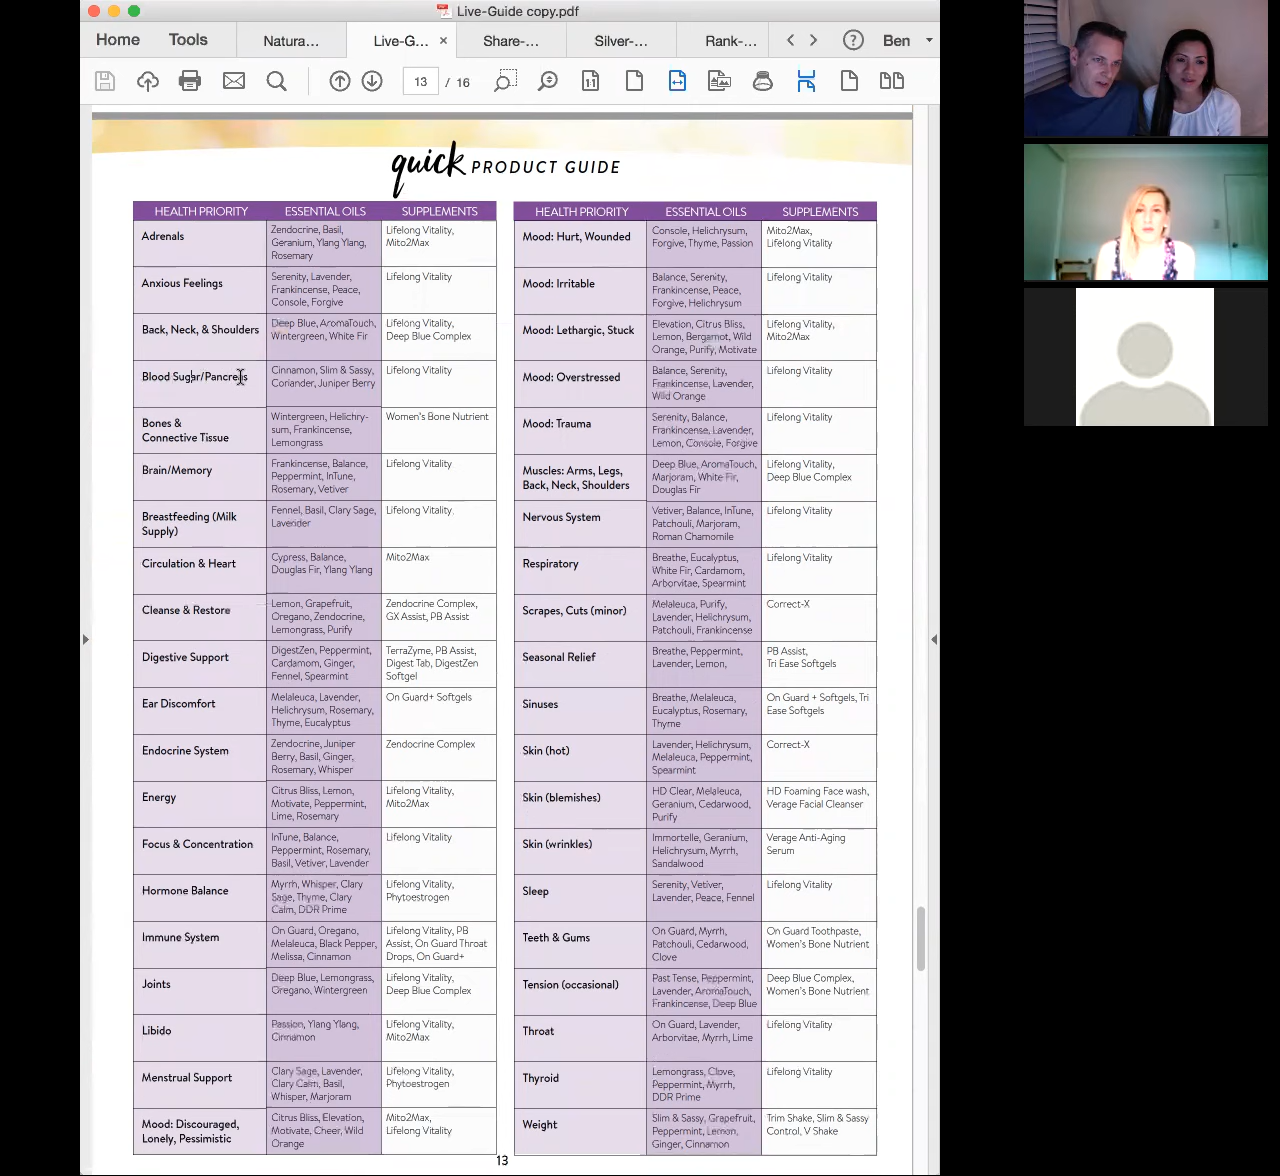 Live-Guide copy.pdf
Home
Tools
Natura...
Live-G... ×
Share-...
Silver-...
Rank-...
?
Ben
13 / 16
quick PRODUCT GUIDE
HEALTH PRIORITY ESSENTIAL OILS SUPPLEMENTS
Adrenals
Zendocrine, Basil,
Geranium, Ylang Ylang,
Rosemary
Lifelong Vitality,
Mito2Max
Anxious Feelings
Serenity, Lavender,
Frankincense, Peace,
Console, Forgive
Lifelong Vitality
Back, Neck, & Shoulders
Deep Blue, AromaTouch,
Wintergreen, White Fir
Lifelong Vitality,
Deep Blue Complex
Blood Sugar/Pancreas
Cinnamon, Slim & Sassy,
Coriander, Juniper Berry
Lifelong Vitality
Bones &
Connective Tissue
Wintergreen, Helichry-
sum, Frankincense,
Lemongrass
Women's Bone Nutrient
Brain/Memory
Frankincense, Balance,
Peppermint, InTune,
Rosemary, Vetiver
Lifelong Vitality
Breastfeeding (Milk
Supply)
Fennel, Basil, Clary Sage,
Lavender
Lifelong Vitality
Circulation & Heart
Cypress, Balance,
Douglas Fir, Ylang Ylang
Mito2Max
Cleanse & Restore
Lemon, Grapefruit,
Oregano, Zendocrine,
Lemongrass, Purify
Zendocrine Complex,
GX Assist, PB Assist
Digestive Support
DigestZen, Peppermint,
Cardamom, Ginger,
Fennel, Spearmint
TerraZyme, PB Assist,
Digest Tab, DigestZen
Softgel
Ear Discomfort
Melaleuca, Lavender,
Helichrysum, Rosemary,
Thyme, Eucalyptus
On Guard+ Softgels
Endocrine System
Zendocrine, Juniper
Berry, Basil, Ginger,
Rosemary, Whisper
Zendocrine Complex
Energy
Citrus Bliss, Lemon,
Motivate, Peppermint,
Lime, Rosemary
Lifelong Vitality,
Mito2Max
Focus & Concentration
InTune, Balance,
Peppermint, Rosemary,
Basil, Vetiver, Lavender
Lifelong Vitality
Hormone Balance
Myrrh, Whisper, Clary
Sage, Thyme, Clary
Calm, DDR Prime
Lifelong Vitality,
Phytoestrogen
Immune System
On Guard, Oregano,
Melaleuca, Black Pepper,
Melissa, Cinnamon
Lifelong Vitality, PB
Assist, On Guard Throat
Drops, On Guard+
Joints
Deep Blue, Lemongrass,
Oregano, Wintergreen
Lifelong Vitality,
Deep Blue Complex
Libido
Passion, Ylang Ylang,
Cinnamon
Lifelong Vitality,
Mito2Max
Menstrual Support
Clary Sage, Lavender,
Clary Calm, Basil,
Whisper, Marjoram
Lifelong Vitality,
Phytoestrogen
Mood: Discouraged,
Lonely, Pessimistic
Citrus Bliss, Elevation,
Motivate, Cheer, Wild
Orange
Mito2Max,
Lifelong Vitality
HEALTH PRIORITY ESSENTIAL OILS SUPPLEMENTS
Mood: Hurt, Wounded
Console, Helichrysum,
Forgive, Thyme, Passion
Mito2Max,
Lifelong Vitality
Mood: Irritable
Balance, Serenity,
Frankincense, Peace,
Forgive, Helichrysum
Lifelong Vitality
Mood: Lethargic, Stuck
Elevation, Citrus Bliss,
Lemon, Bergamot, Wild
Orange, Purify, Motivate
Lifelong Vitality,
Mito2Max
Mood: Overstressed
Balance, Serenity,
Frankincense, Lavender,
Wild Orange
Lifelong Vitality
Mood: Trauma
Serenity, Balance,
Frankincense, Lavender,
Lemon, Console, Forgive
Lifelong Vitality
Muscles: Arms, Legs,
Back, Neck, Shoulders
Deep Blue, AromaTouch,
Marjoram, White Fir,
Douglas Fir
Lifelong Vitality,
Deep Blue Complex
Nervous System
Vetiver, Balance, InTune,
Patchouli, Marjoram,
Roman Chamomile
Lifelong Vitality
Respiratory
Breathe, Eucalyptus,
White Fir, Cardamom,
Arborvitae, Spearmint
Lifelong Vitality
Scrapes, Cuts (minor)
Melaleuca, Purify,
Lavender, Helichrysum,
Patchouli, Frankincense
Correct-X
Seasonal Relief
Breathe, Peppermint,
Lavender, Lemon,
PB Assist,
Tri Ease Softgels
Sinuses
Breathe, Melaleuca,
Eucalyptus, Rosemary,
Thyme
On Guard + Softgels, Tri
Ease Softgels
Skin (hot)
Lavender, Helichrysum,
Melaleuca, Peppermint,
Spearmint
Correct-X
Skin (blemishes)
HD Clear, Melaleuca,
Geranium, Cedarwood,
Purify
HD Foaming Face wash,
Verage Facial Cleanser
Skin (wrinkles)
Immortelle, Geranium,
Helichrysum, Myrrh,
Sandalwood
Verage Anti-Aging
Serum
Sleep
Serenity, Vetiver,
Lavender, Peace, Fennel
Lifelong Vitality
Teeth & Gums
On Guard, Myrrh,
Patchouli, Cedarwood,
Clove
On Guard Toothpaste,
Women's Bone Nutrient
Tension (occasional)
Past Tense, Peppermint,
Lavender, AromaTouch,
Frankincense, Deep Blue
Deep Blue Complex,
Women's Bone Nutrient
Throat
On Guard, Lavender,
Arborvitae, Myrrh, Lime
Lifelong Vitality
Thyroid
Lemongrass, Clove,
Peppermint, Myrrh,
DDR Prime
Lifelong Vitality
Weight
Slim & Sassy, Grapefruit,
Peppermint, Lemon,
Ginger, Cinnamon
Trim Shake, Slim & Sassy
Control, V Shake
13